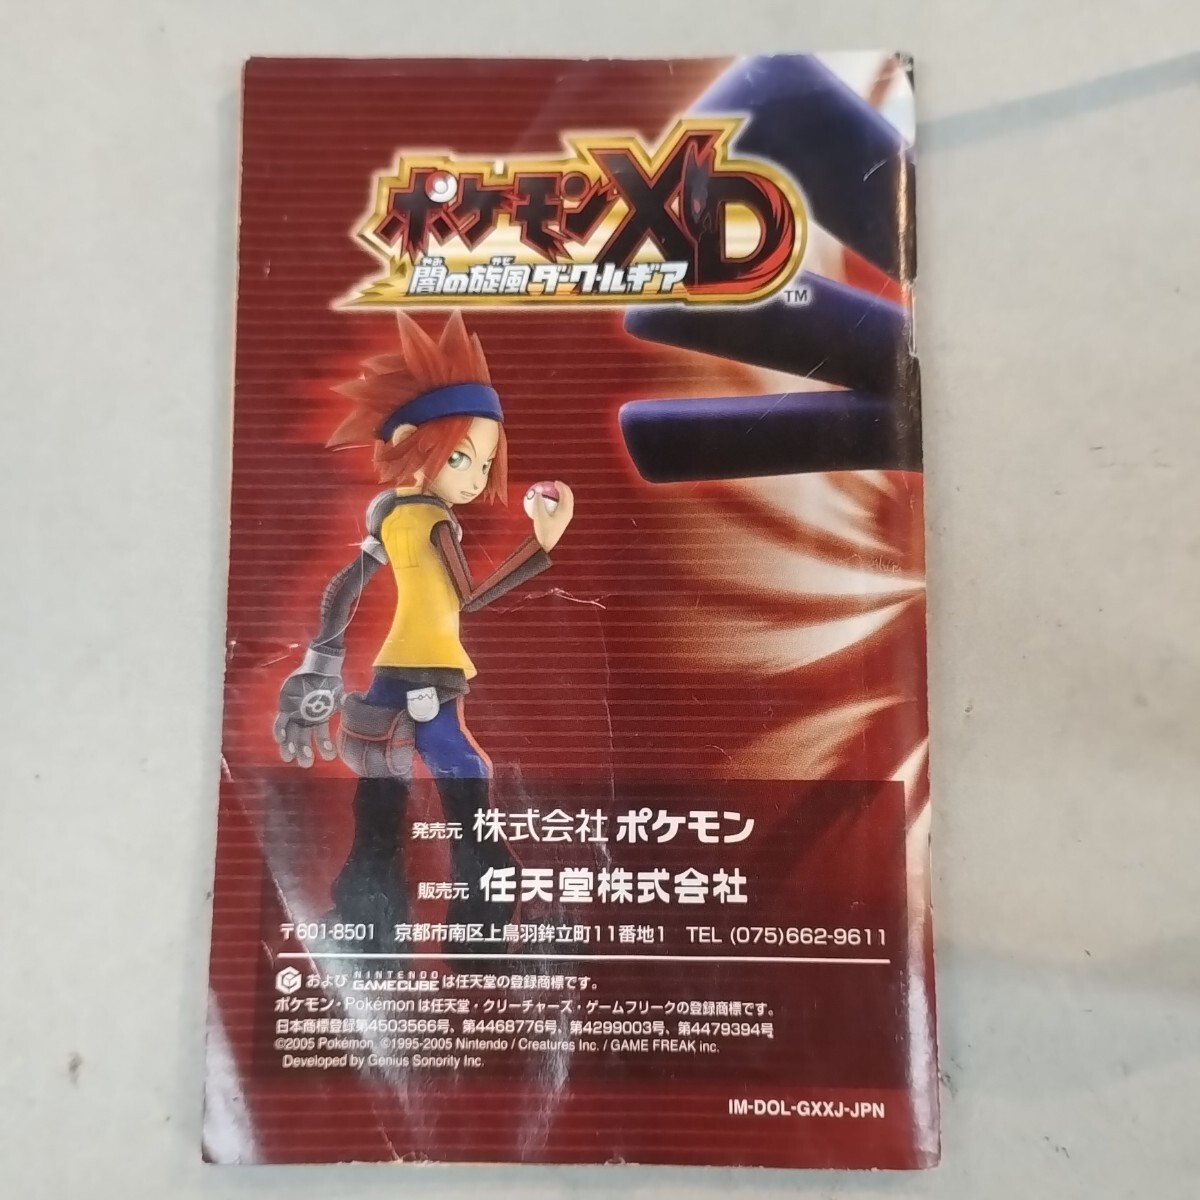 ポケモンXD
闇の旋風ダーク・ルギア
やみ かぜ
TM
発売元 株式会社ポケモン
販売元 任天堂株式会社
〒601-8501 京都市南区上鳥羽鉾立町11番地1 TEL (075)662-9611
および NINTENDO GAMECUBE は任天堂の登録商標です。
ポケモン・Pokémon は任天堂・クリーチャーズ・ゲームフリークの登録商標です。
日本商標登録第4503566号、第4468776号、第4299003号、第4479394号
©2005 Pokémon. ©1995-2005 Nintendo / Creatures Inc. / GAME FREAK inc.
Developed by Genius Sonority Inc.
IM-DOL-GXXJ-JPN